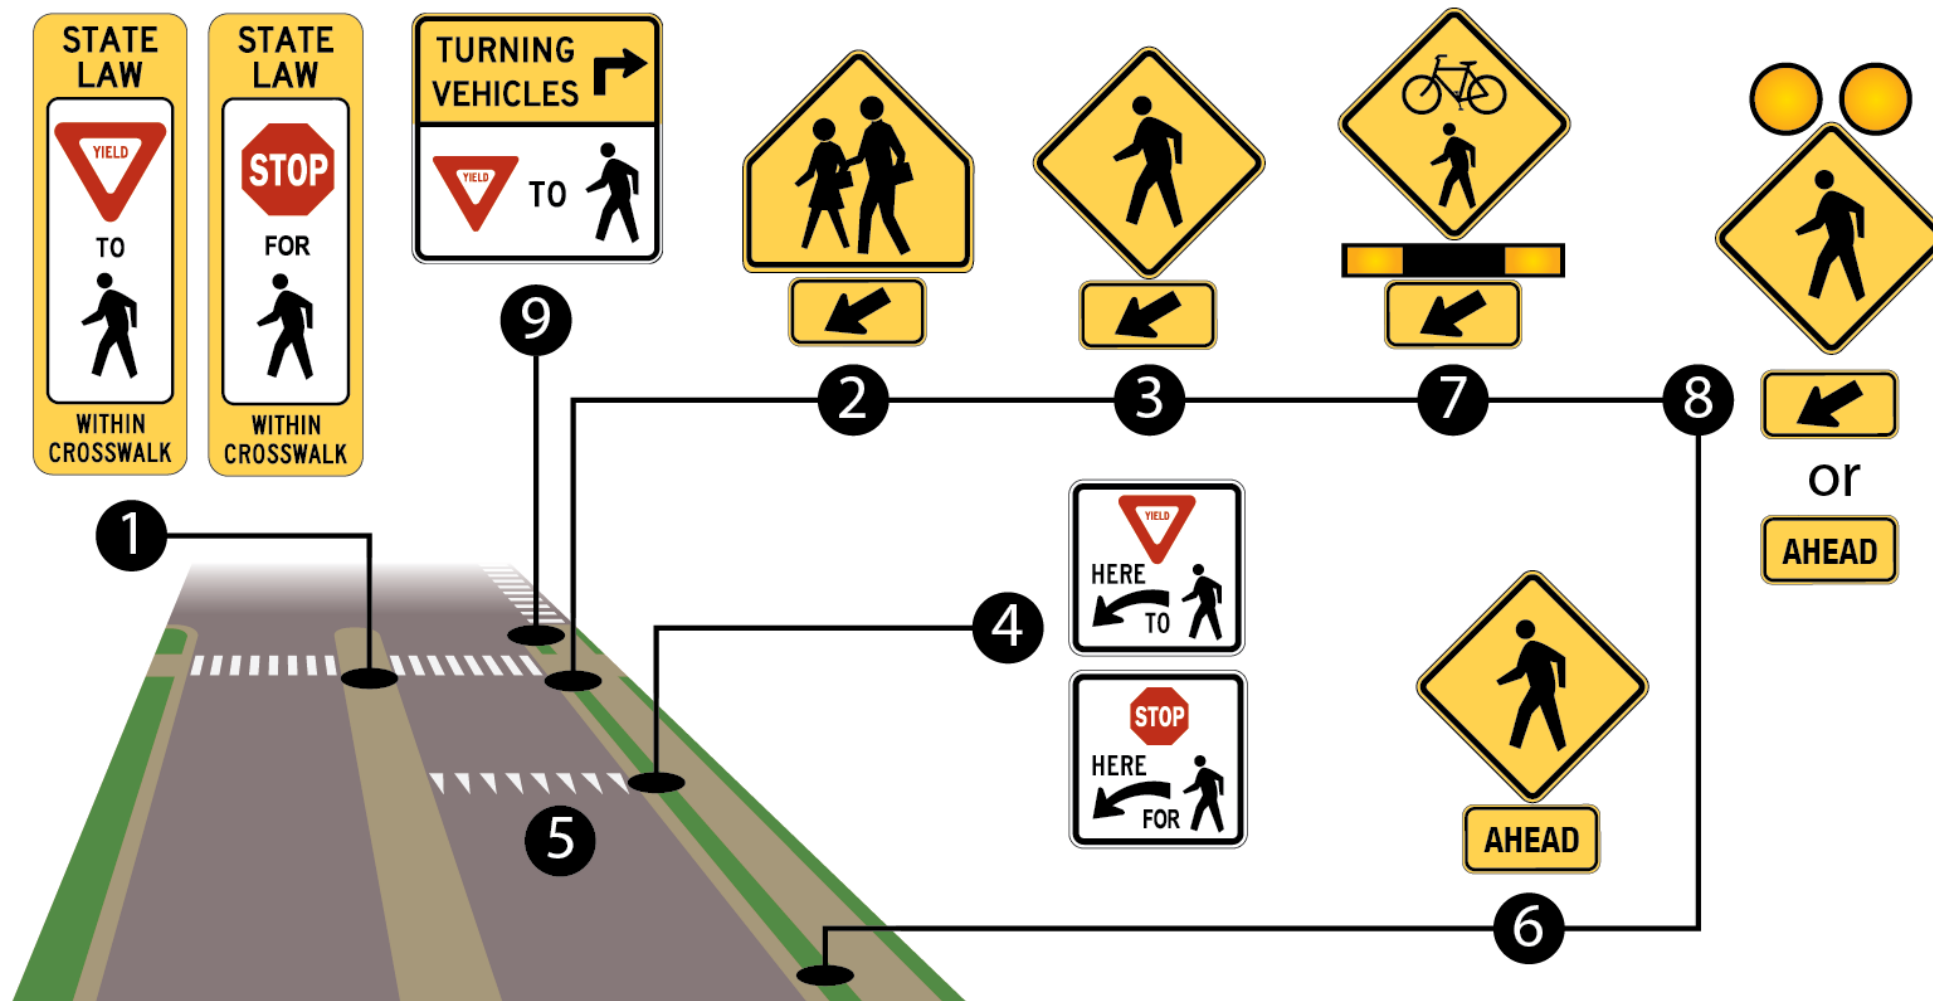 STATE
LAW
YIELD
TO
WITHIN
CROSSWALK
STATE
LAW
STOP
FOR
WITHIN
CROSSWALK
TURNING
VEHICLES
YIELD TO
9
2
3
7
8
or
AHEAD
1
4
YIELD
HERE
TO
STOP
HERE
FOR
5
AHEAD
6